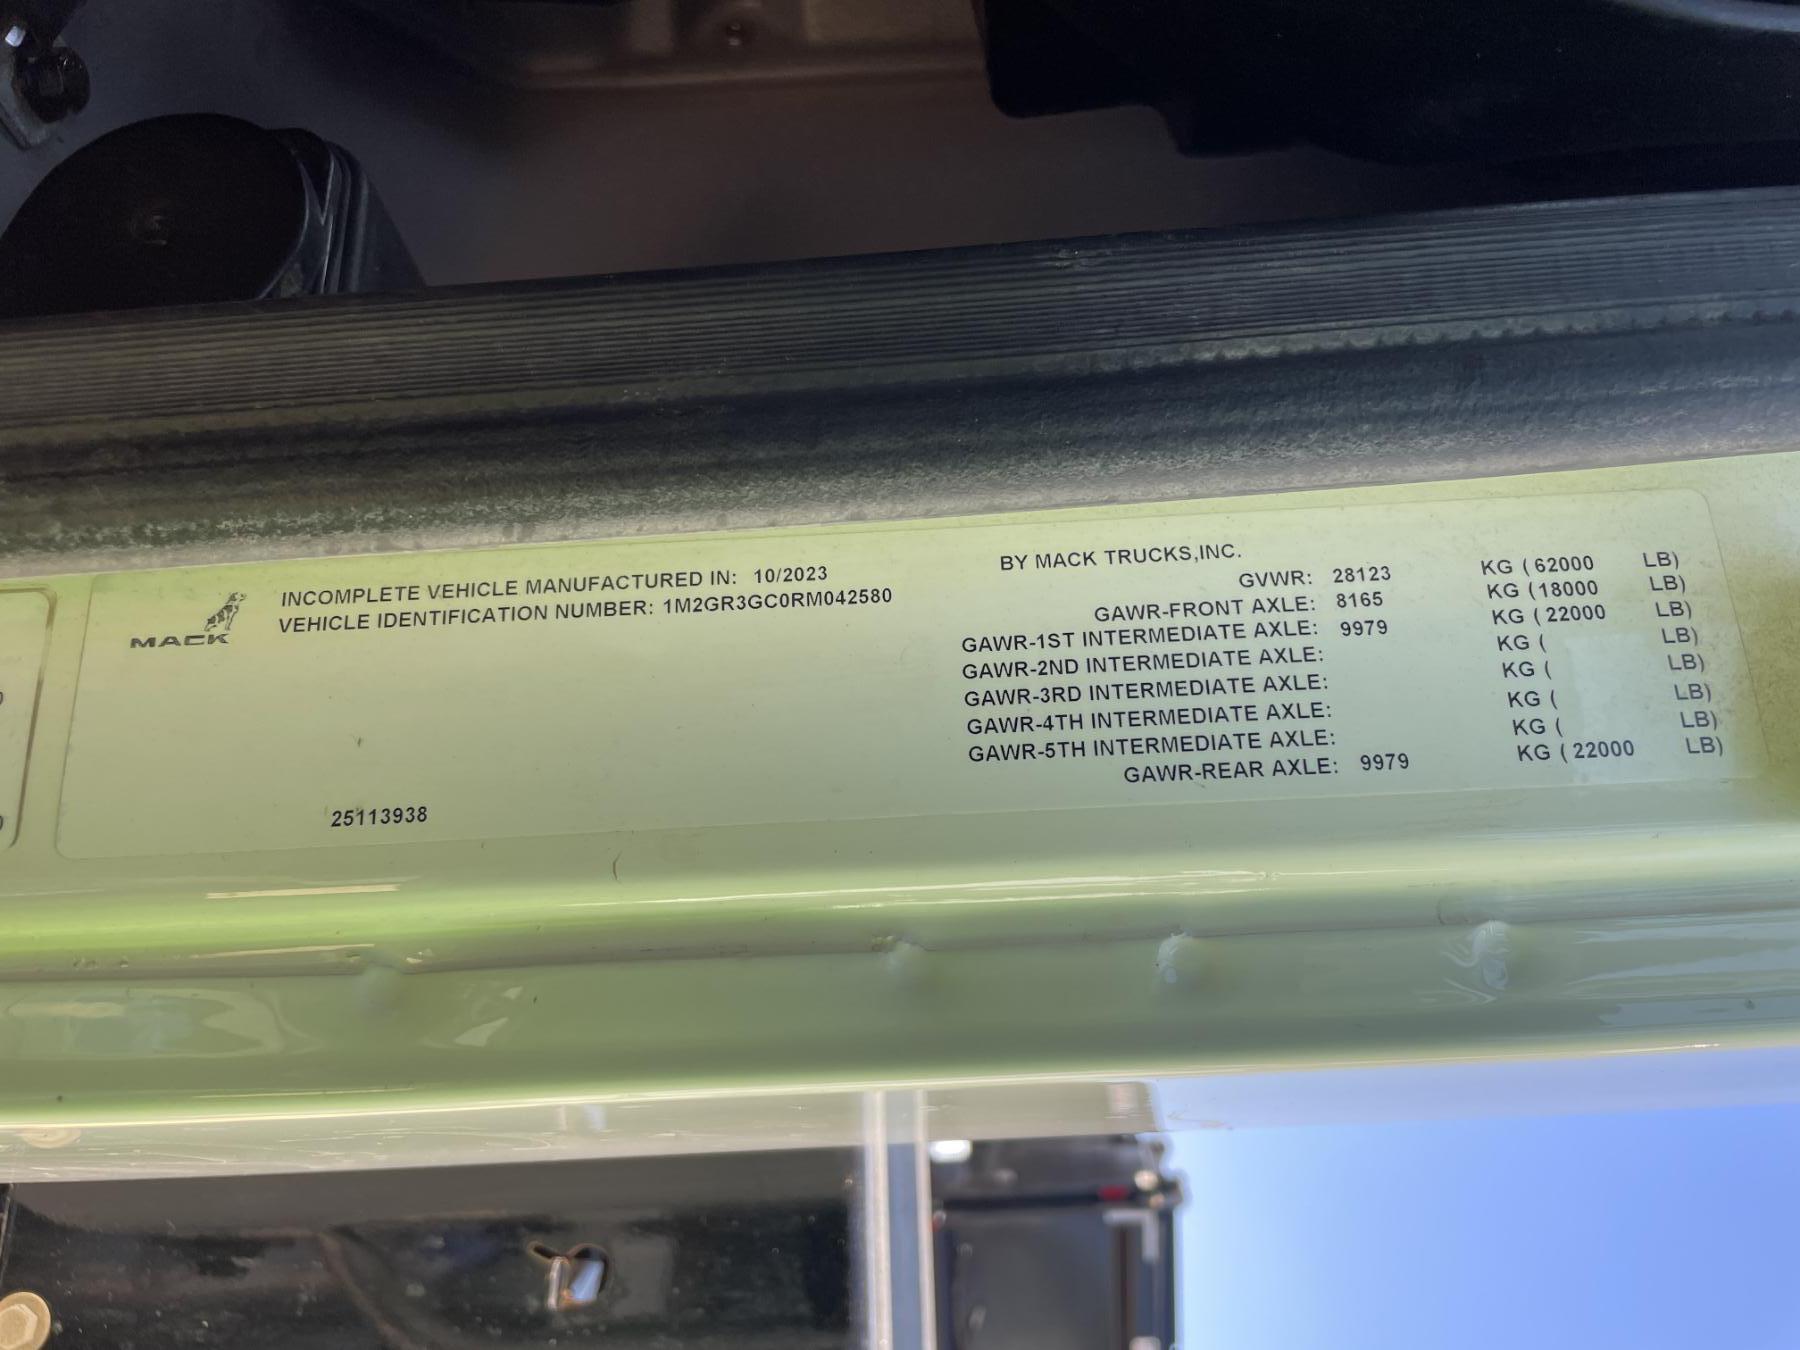 MACK
INCOMPLETE VEHICLE MANUFACTURED IN: 10/2023
VEHICLE IDENTIFICATION NUMBER: 1M2GR3GC0RM042580
25113938
BY MACK TRUCKS,INC.
GVWR: 28123 KG ( 62000 LB)
GAWR-FRONT AXLE: 8165 KG ( 18000 LB)
GAWR-1ST INTERMEDIATE AXLE: 9979 KG ( 22000 LB)
GAWR-2ND INTERMEDIATE AXLE: KG ( LB)
GAWR-3RD INTERMEDIATE AXLE: KG ( LB)
GAWR-4TH INTERMEDIATE AXLE: KG ( LB)
GAWR-5TH INTERMEDIATE AXLE: KG ( LB)
GAWR-REAR AXLE: 9979 KG ( 22000 LB)